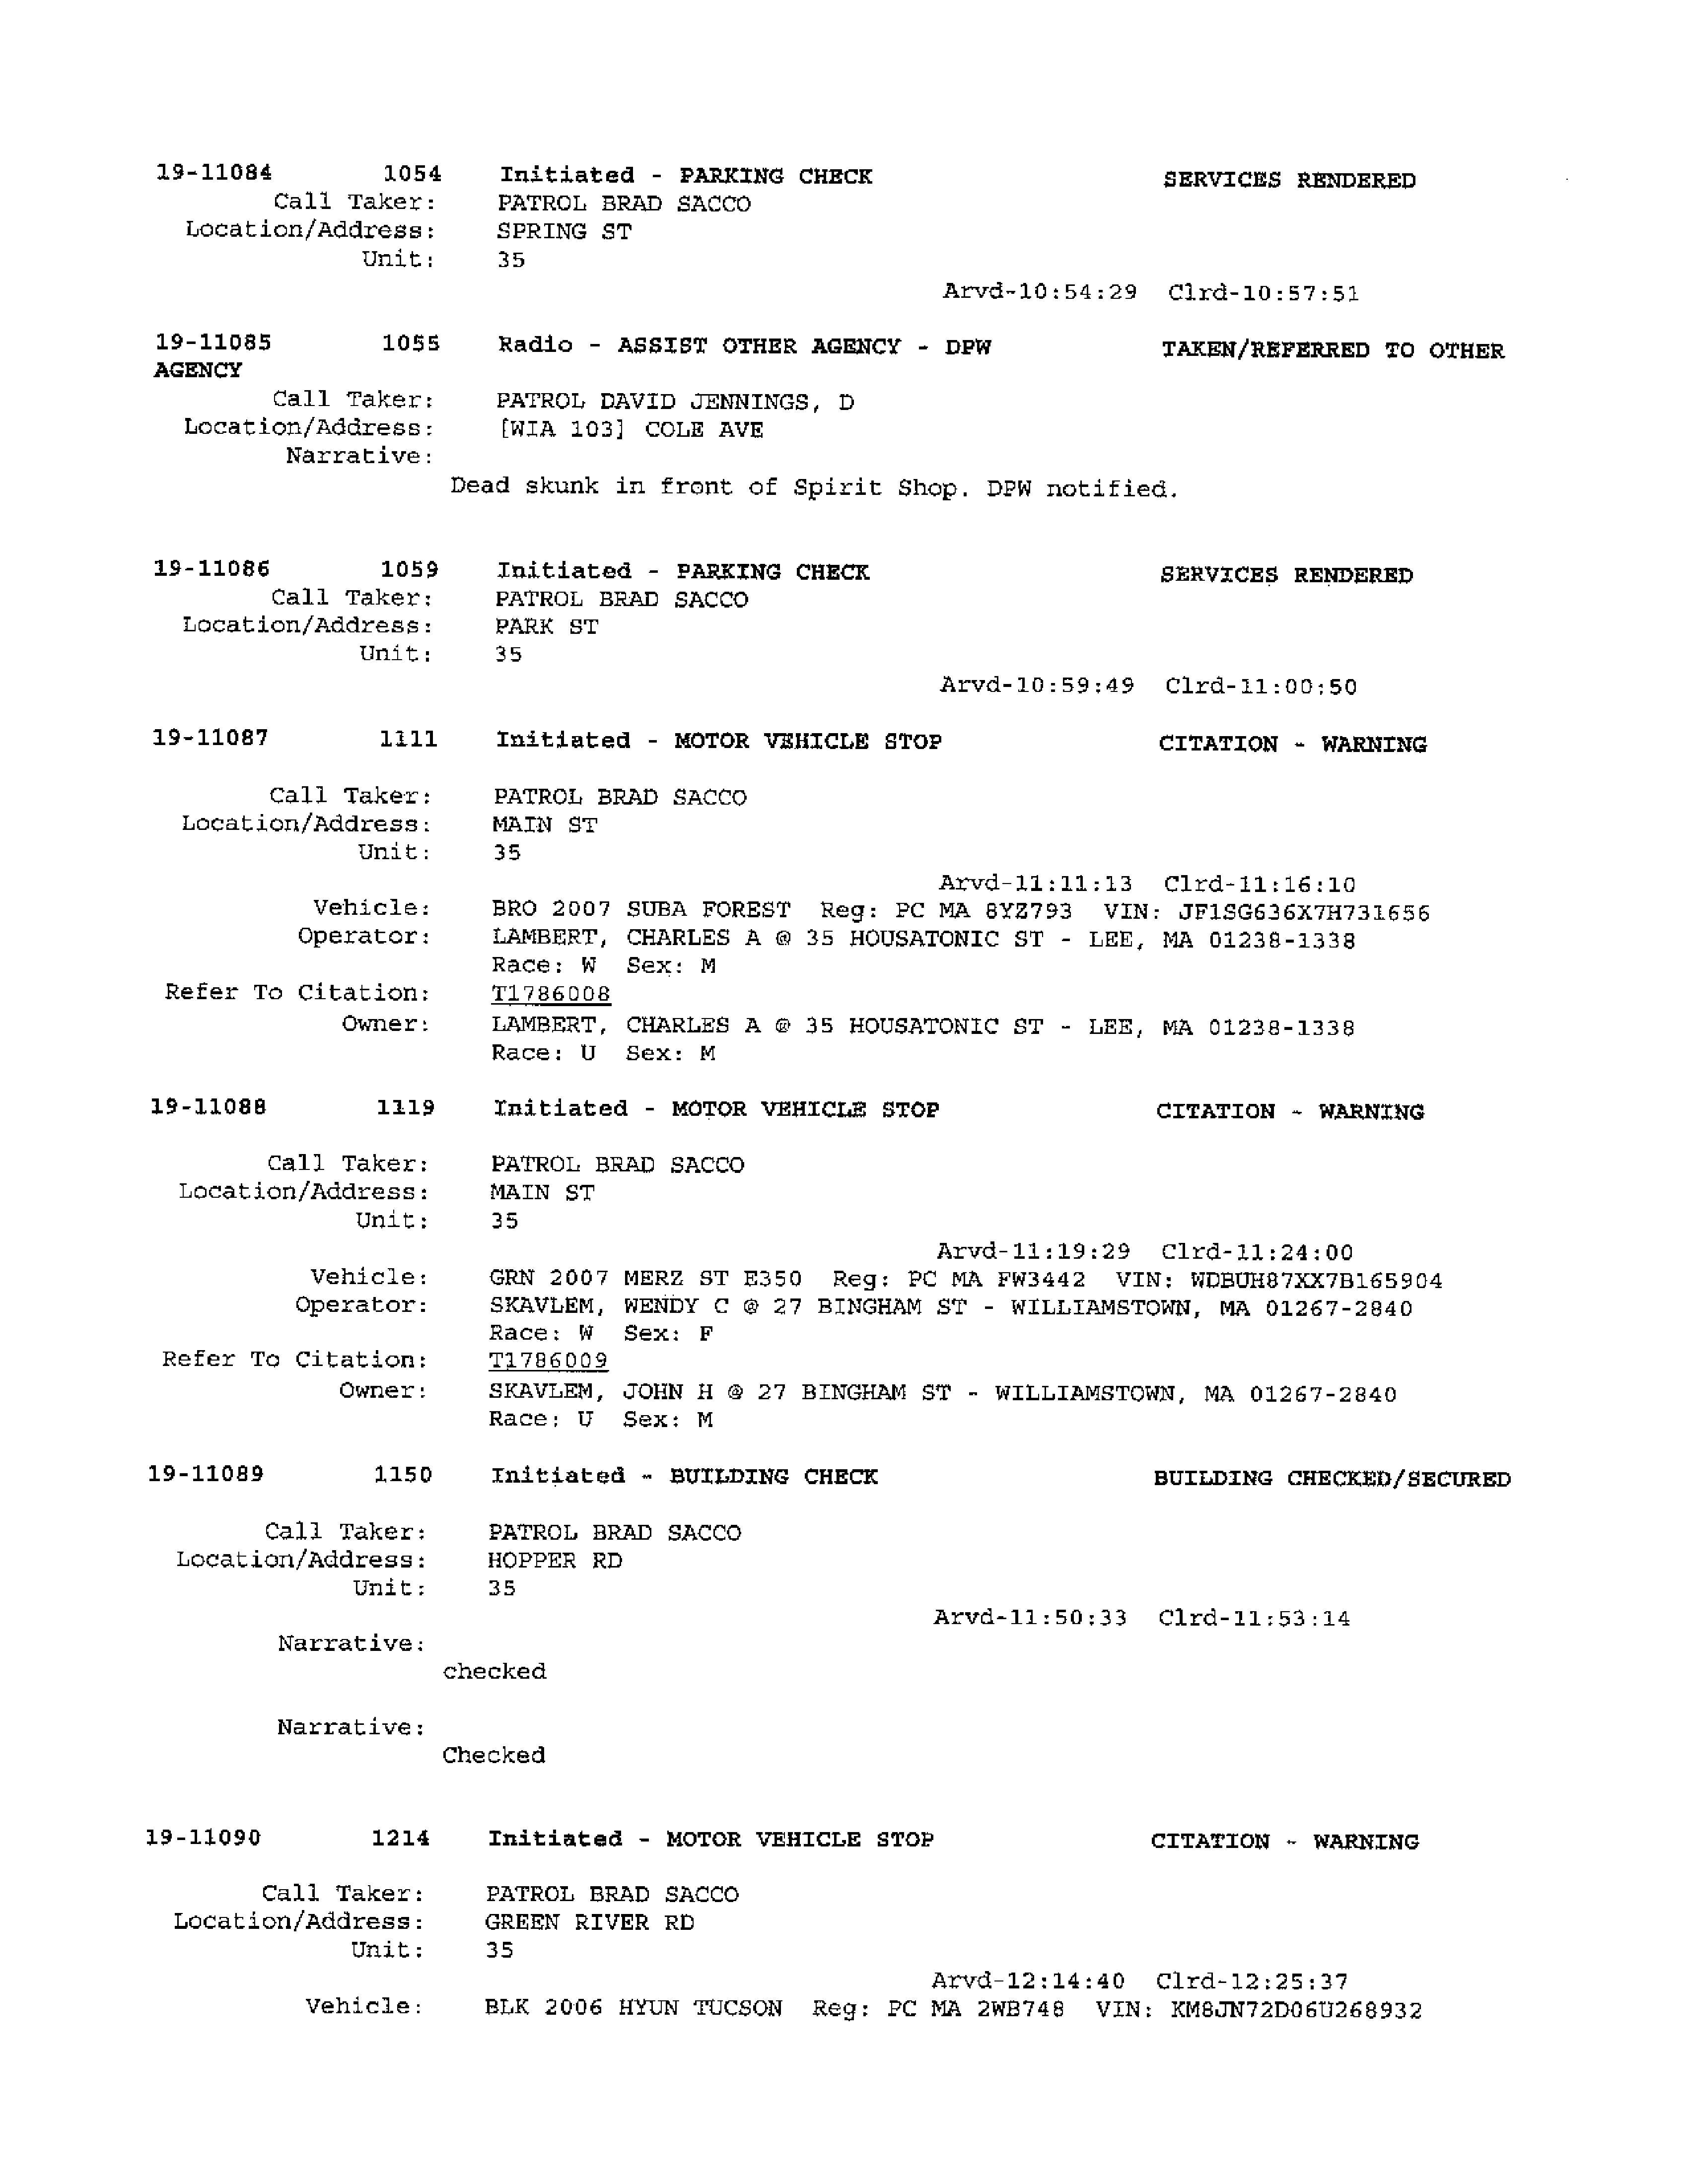 19-11084 1054 Initiated - PARKING CHECK SERVICES RENDERED
Call Taker: PATROL BRAD SACCO
Location/Address: SPRING ST
Unit: 35
Arvd-10:54:29 Clrd-10:57:51
19-11085 1055 Radio - ASSIST OTHER AGENCY - DPW TAKEN/REFERRED TO OTHER
AGENCY
Call Taker: PATROL DAVID JENNINGS, D
Location/Address: [WIA 103] COLE AVE
Narrative:
Dead skunk in front of Spirit Shop. DPW notified.
19-11086 1059 Initiated - PARKING CHECK SERVICES RENDERED
Call Taker: PATROL BRAD SACCO
Location/Address: PARK ST
Unit: 35
Arvd-10:59:49 Clrd-11:00:50
19-11087 1111 Initiated - MOTOR VEHICLE STOP CITATION - WARNING
Call Taker: PATROL BRAD SACCO
Location/Address: MAIN ST
Unit: 35
Arvd-11:11:13 Clrd-11:16:10
Vehicle: BRO 2007 SUBA FOREST Reg: PC MA 8YZ793 VIN: JF1SG636X7H731656
Operator: LAMBERT, CHARLES A @ 35 HOUSATONIC ST - LEE, MA 01238-1338
Race: W Sex: M
Refer To Citation: T1786008
Owner: LAMBERT, CHARLES A @ 35 HOUSATONIC ST - LEE, MA 01238-1338
Race: U Sex: M
19-11088 1119 Initiated - MOTOR VEHICLE STOP CITATION - WARNING
Call Taker: PATROL BRAD SACCO
Location/Address: MAIN ST
Unit: 35
Arvd-11:19:29 Clrd-11:24:00
Vehicle: GRN 2007 MERZ ST E350 Reg: PC MA FW3442 VIN: WDBUH87XX7B165904
Operator: SKAVLEM, WENDY C @ 27 BINGHAM ST - WILLIAMSTOWN, MA 01267-2840
Race: W Sex: F
Refer To Citation: T1786009
Owner: SKAVLEM, JOHN H @ 27 BINGHAM ST - WILLIAMSTOWN, MA 01267-2840
Race: U Sex: M
19-11089 1150 Initiated - BUILDING CHECK BUILDING CHECKED/SECURED
Call Taker: PATROL BRAD SACCO
Location/Address: HOPPER RD
Unit: 35
Arvd-11:50:33 Clrd-11:53:14
Narrative:
checked
Narrative:
Checked
19-11090 1214 Initiated - MOTOR VEHICLE STOP CITATION - WARNING
Call Taker: PATROL BRAD SACCO
Location/Address: GREEN RIVER RD
Unit: 35
Arvd-12:14:40 Clrd-12:25:37
Vehicle: BLK 2006 HYUN TUCSON Reg: PC MA 2WB748 VIN: KM8JN72D06U268932